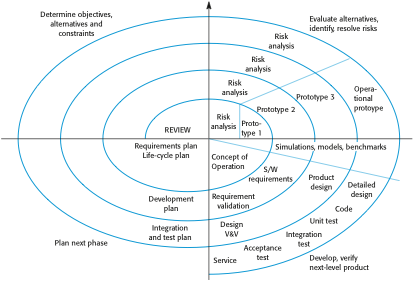 Determine objectives,
alternatives and
constraints
Evaluate alternatives,
identify, resolve risks
Risk
analysis
Risk
analysis
Risk
analysis
Risk
analysis
REVIEW
Proto-
type 1
Prototype 2
Prototype 3
Opera-
tional
protoype
Requirements plan
Life-cycle plan
Simulations, models, benchmarks
Concept of
Operation
S/W
requirements
Product
design
Detailed
design
Development
plan
Requirement
validation
Code
Unit test
Integration
and test plan
Design
V&V
Integration
test
Plan next phase
Acceptance
test
Service
Develop, verify
next-level product